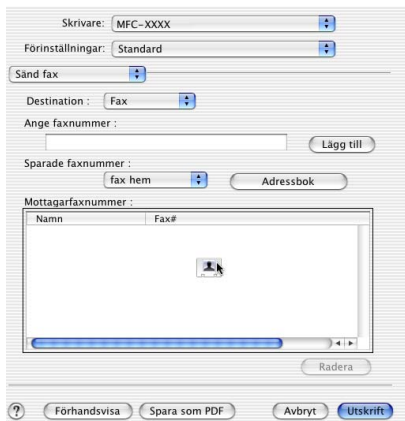 Skrivare: MFC-XXXX
Förinställningar: Standard
Sänd fax
Destination : Fax
Ange faxnummer :
Lägg till
Sparade faxnummer :
fax hem Adressbok
Mottagarfaxnummer :
Namn Fax#
Radera
? Förhandsvisa Spara som PDF Avbryt Utskrift